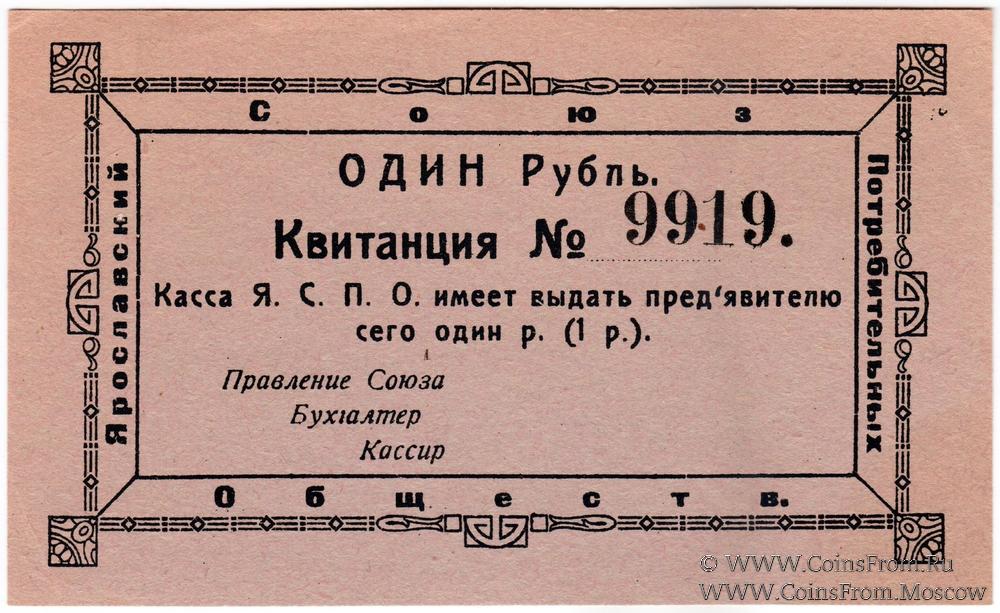 Ярославский
Союз
Потребительных
Обществ.
ОДИН Рубль.
Квитанция № 9919.
Касса Я. С. П. О. имеет выдать пред'явителю
сего один р. (1 р.).
Правление Союза
Бухгалтер
Кассир
© WWW.CoinsFrom.Ru
WWW.CoinsFrom.Moscow